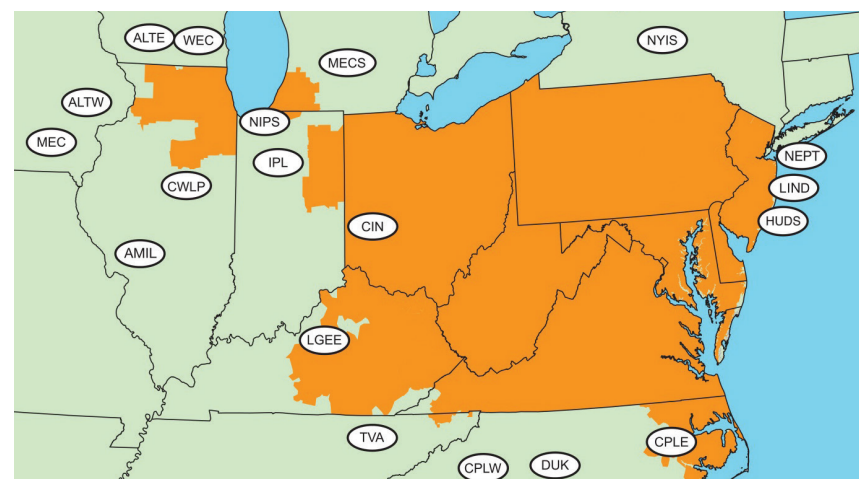 ALTE
WEC
NYIS
MECS
ALTW
NIPS
MEC
NEPT
IPL
CWLP
LIND
HUDS
CIN
AMIL
LGEE
TVA
CPLE
CPLW
DUK